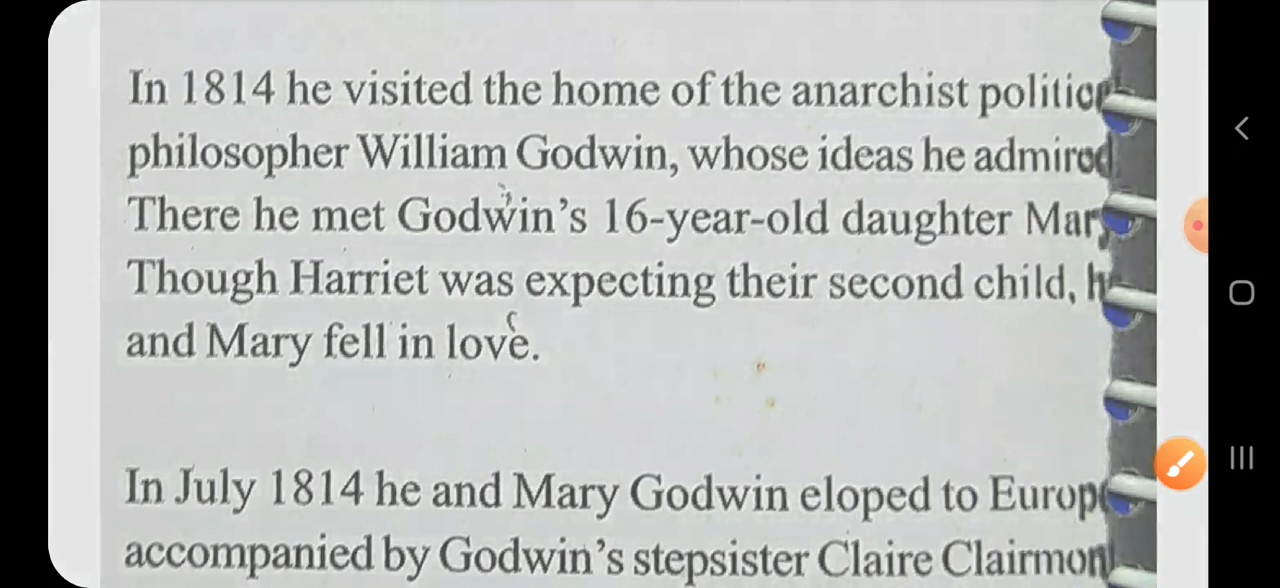 In 1814 he visited the home of the anarchist politic
philosopher William Godwin, whose ideas he admired
There he met Godwin's 16-year-old daughter Mary
Though Harriet was expecting their second child, h
and Mary fell in love.
In July 1814 he and Mary Godwin eloped to Europe
accompanied by Godwin's stepsister Claire Clairmon